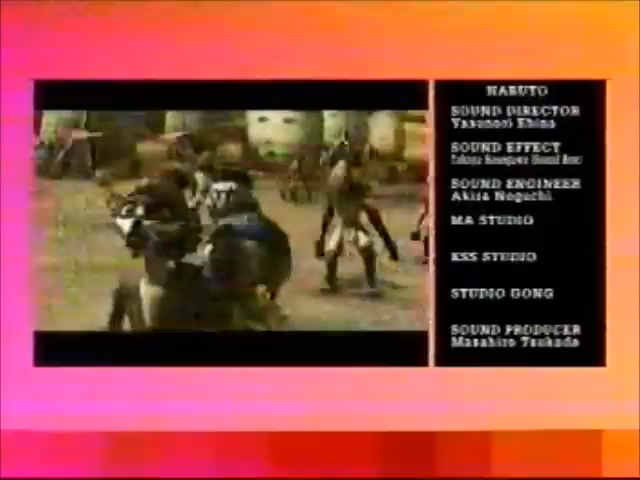 NARUTO
SOUND DIRECTOR
Yasunori Ebina
SOUND EFFECT
SOUND ENGINEER
Akira Noguchi
MA STUDIO
KSS STUDIO
STUDIO GONG
SOUND PRODUCER
Masahiro Tsukada